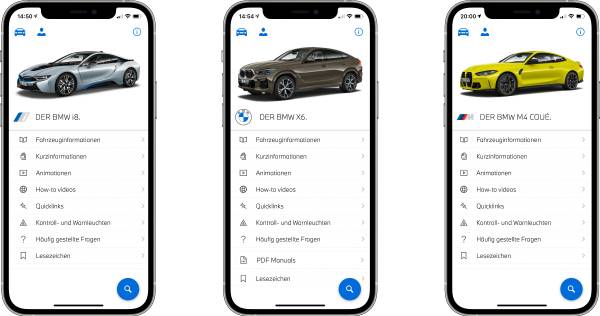 14:50
DER BMW i8.
Fahrzeuginformationen
Kurzinformationen
Animationen
How-to videos
Quicklinks
Kontroll- und Warnleuchten
Häufig gestellte Fragen
Lesezeichen
14:54
DER BMW X6.
Fahrzeuginformationen
Kurzinformationen
Animationen
How-to videos
Quicklinks
Kontroll- und Warnleuchten
Häufig gestellte Fragen
PDF Manuals
Lesezeichen
20:00
DER BMW M4 COUÉ.
Fahrzeuginformationen
Kurzinformationen
Animationen
How-to videos
Quicklinks
Kontroll- und Warnleuchten
Häufig gestellte Fragen
Lesezeichen